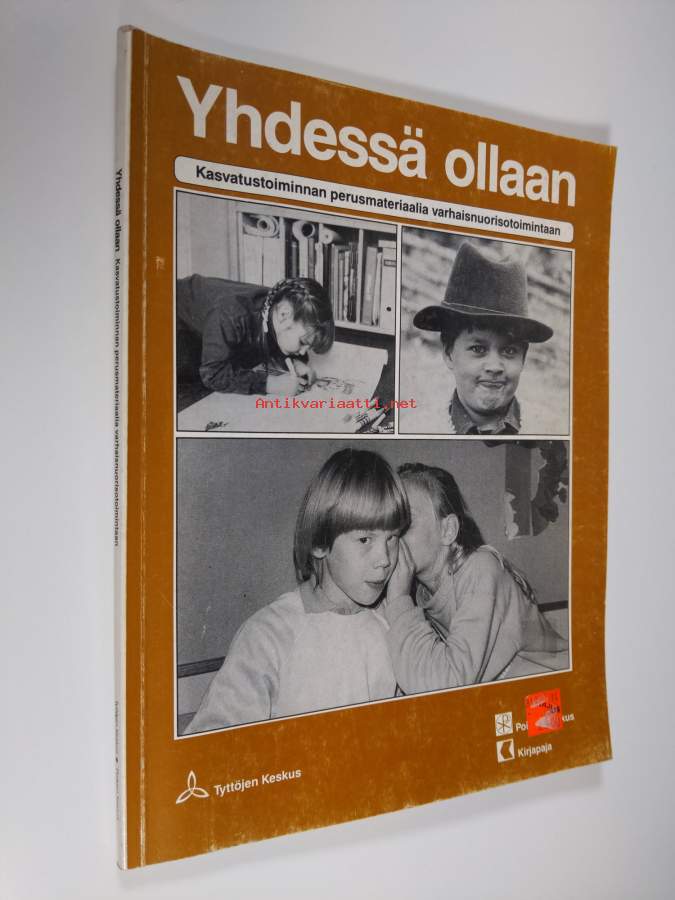 Yhdessä ollaan
Kasvatustoiminnan perusmateriaalia varhaisnuorisotoimintaan
Yhdessä ollaan Kasvatustoiminnan perusmateriaalia varhaisnuorisotoimintaan
Antikvariaatti.net
Kirjapaja
Tyttöjen Keskus